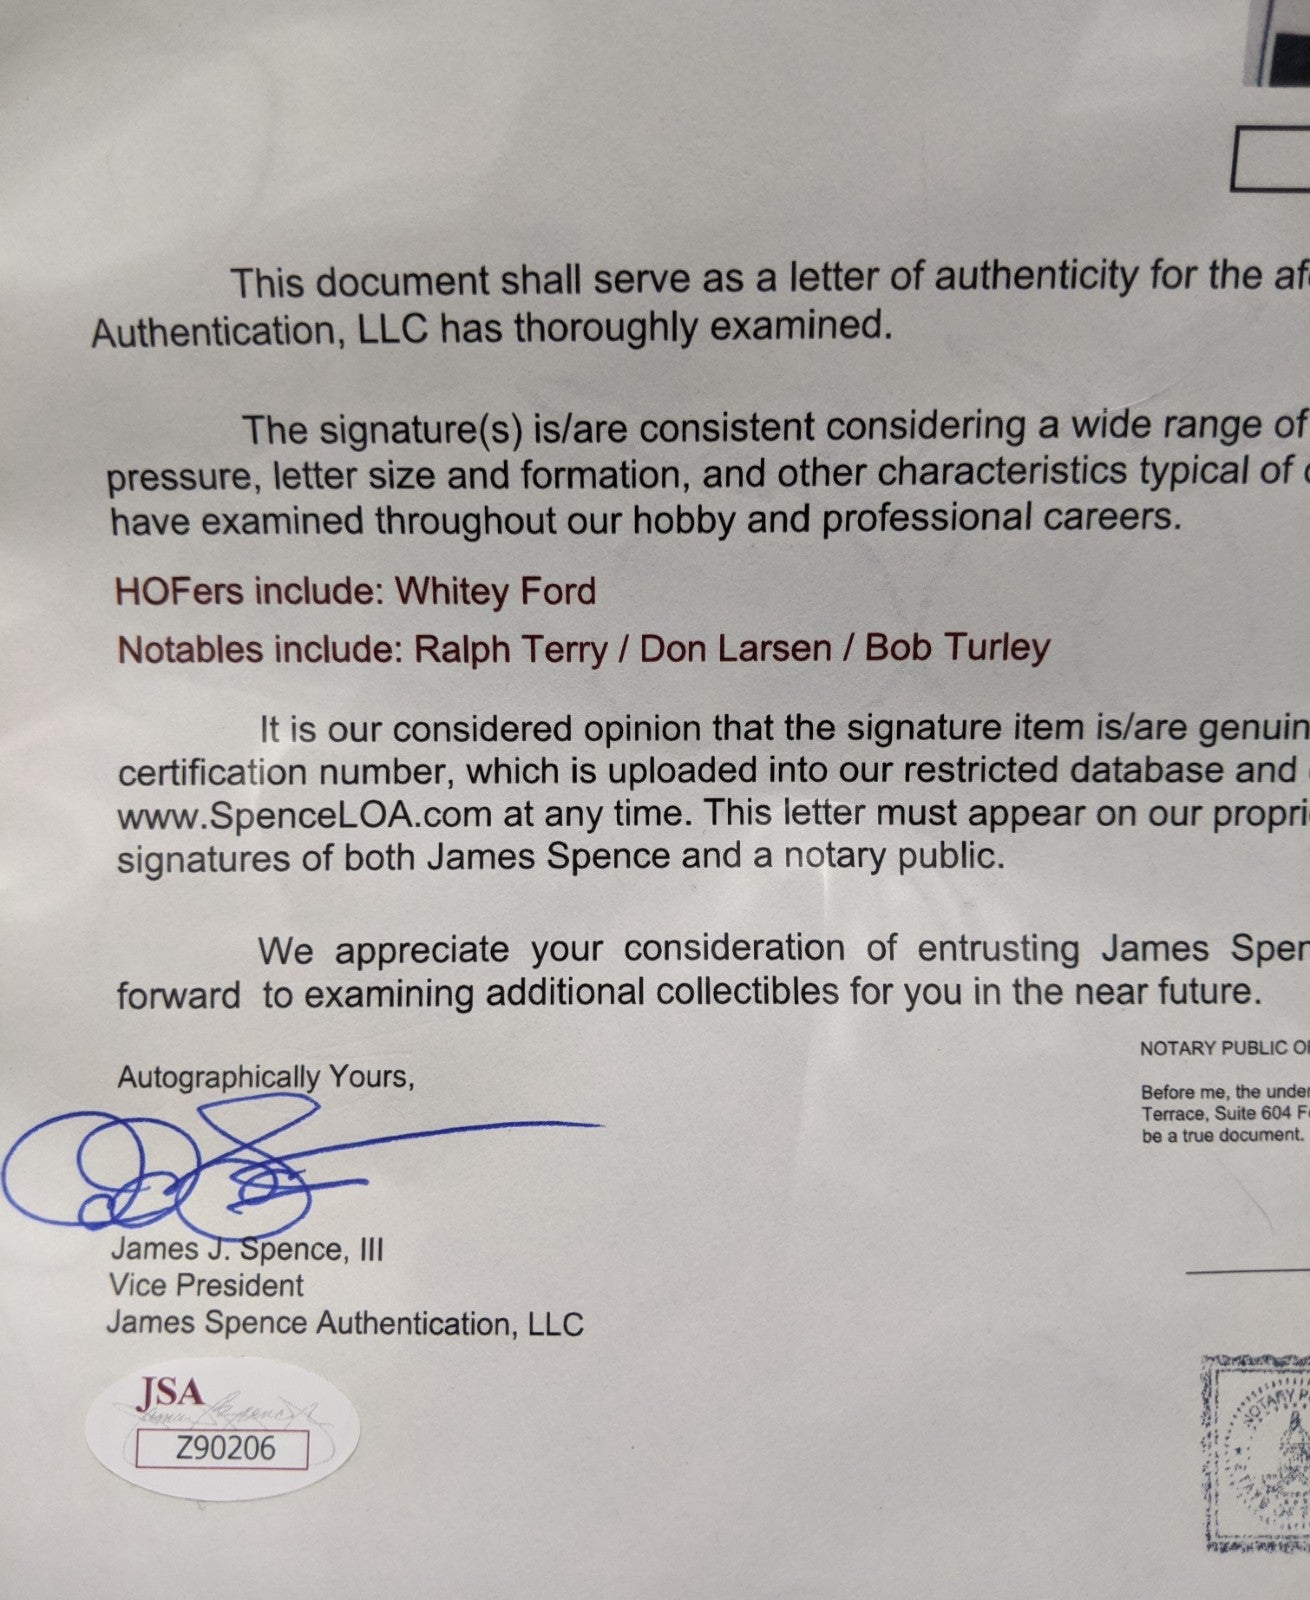 This document shall serve as a letter of authenticity for the
Authentication, LLC has thoroughly examined.
The signature(s) is/are consistent considering a wide range of
pressure, letter size and formation, and other characteristics typical of
have examined throughout our hobby and professional careers.
HOFers include: Whitey Ford
Notables include: Ralph Terry / Don Larsen / Bob Turley
It is our considered opinion that the signature item is/are genuin
certification number, which is uploaded into our restricted database and
www.SpenceLOA.com at any time. This letter must appear on our propri
signatures of both James Spence and a notary public.
We appreciate your consideration of entrusting James Spen
forward to examining additional collectibles for you in the near future.
NOTARY PUBLIC
Before me, the under
Terrace, Suite 604
be a true document.
Autographically Yours,
James J. Spence, III
Vice President
James Spence Authentication, LLC
JSA
Z90206
NOTARY